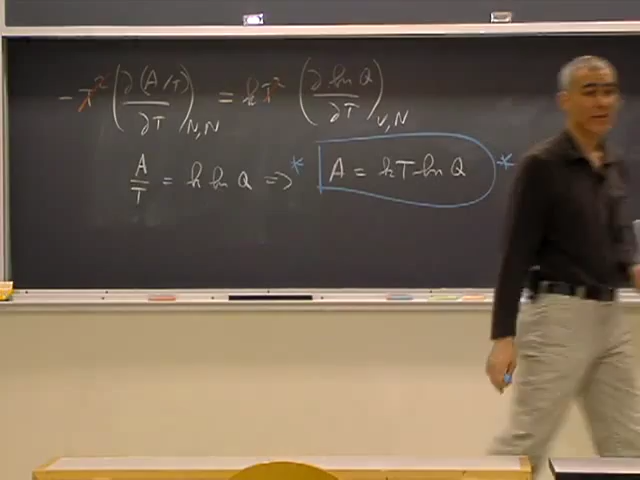 - T² (∂(A/T)/∂T)_{V,N} = kT² (∂ ln Q/∂T)_{V,N}
A/T = k ln Q => * A = kT ln Q *